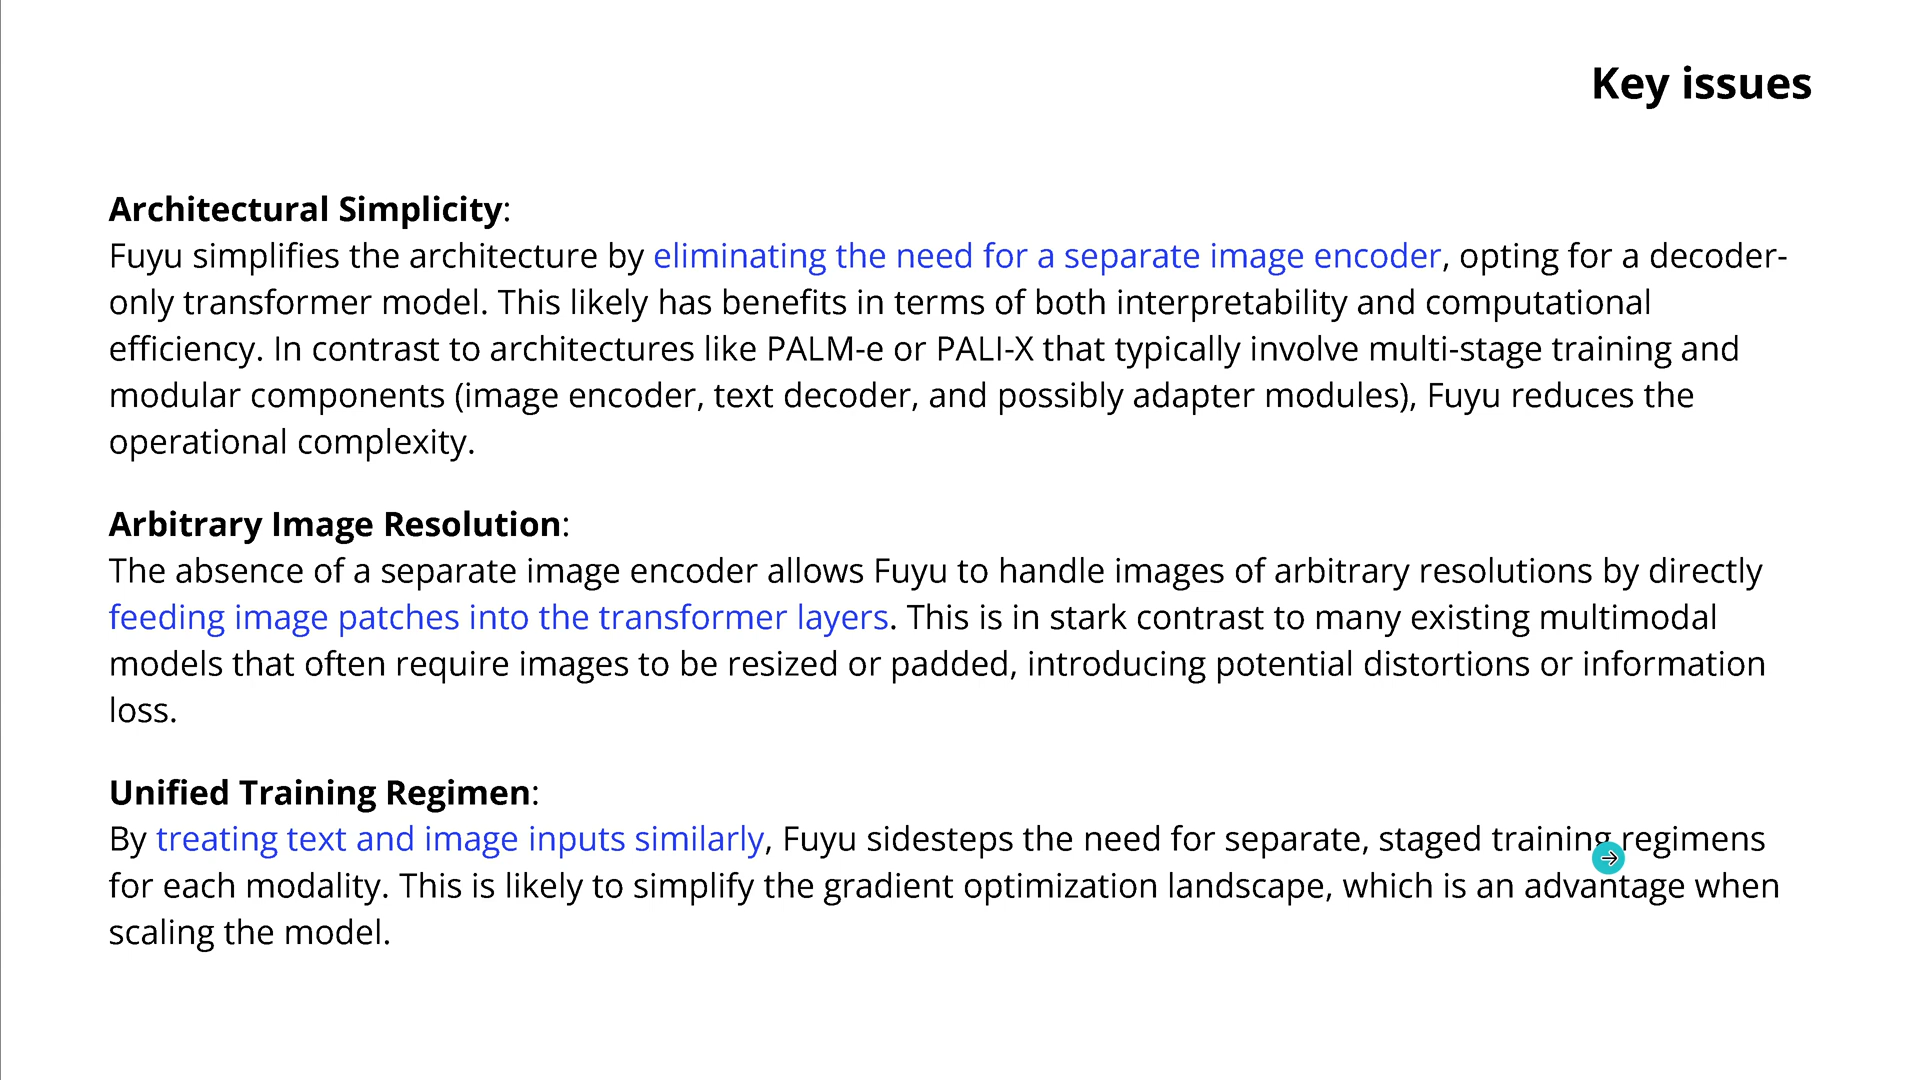 Key issues
Architectural Simplicity:
Fuyu simplifies the architecture by eliminating the need for a separate image encoder, opting for a decoder-
only transformer model. This likely has benefits in terms of both interpretability and computational
efficiency. In contrast to architectures like PALM-e or PALI-X that typically involve multi-stage training and
modular components (image encoder, text decoder, and possibly adapter modules), Fuyu reduces the
operational complexity.
Arbitrary Image Resolution:
The absence of a separate image encoder allows Fuyu to handle images of arbitrary resolutions by directly
feeding image patches into the transformer layers. This is in stark contrast to many existing multimodal
models that often require images to be resized or padded, introducing potential distortions or information
loss.
Unified Training Regimen:
By treating text and image inputs similarly, Fuyu sidesteps the need for separate, staged training regimens
for each modality. This is likely to simplify the gradient optimization landscape, which is an advantage when
scaling the model.